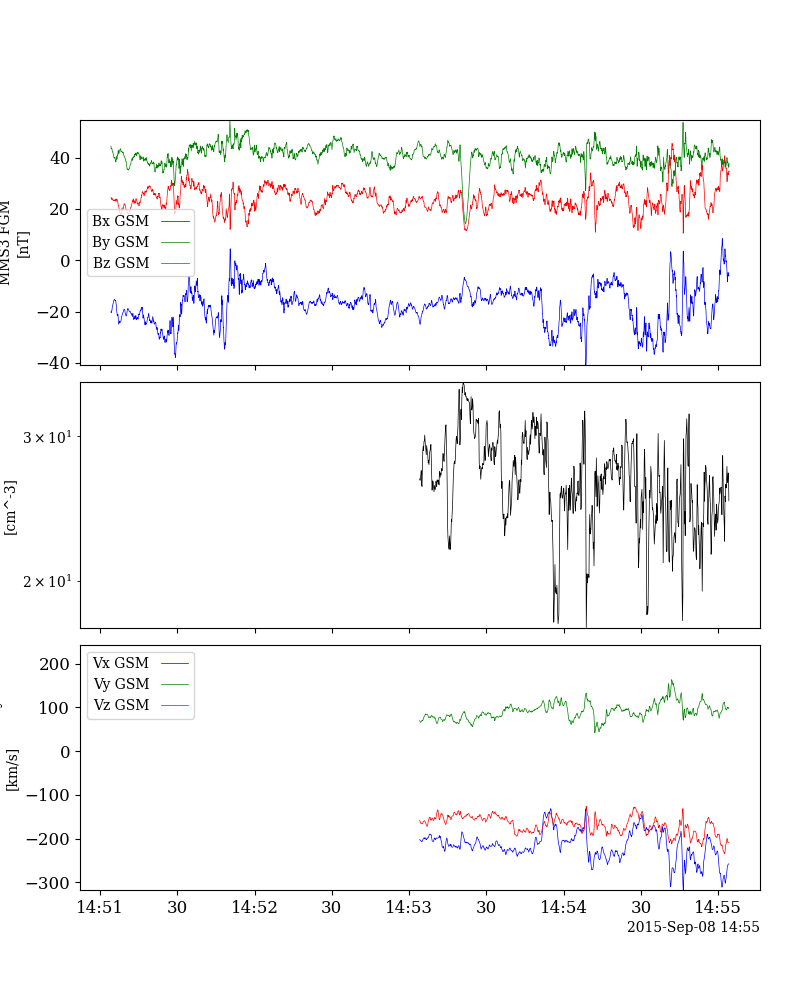 40
20
0
−20
−40
MMS3 FGM
[nT]
Bx GSM
By GSM
Bz GSM
3 × 10¹
2 × 10¹
[cm^-3]
200
100
0
−100
−200
−300
[km/s]
Vx GSM
Vy GSM
Vz GSM
14:51 30 14:52 30 14:53 30 14:54 30 14:55
2015-Sep-08 14:55